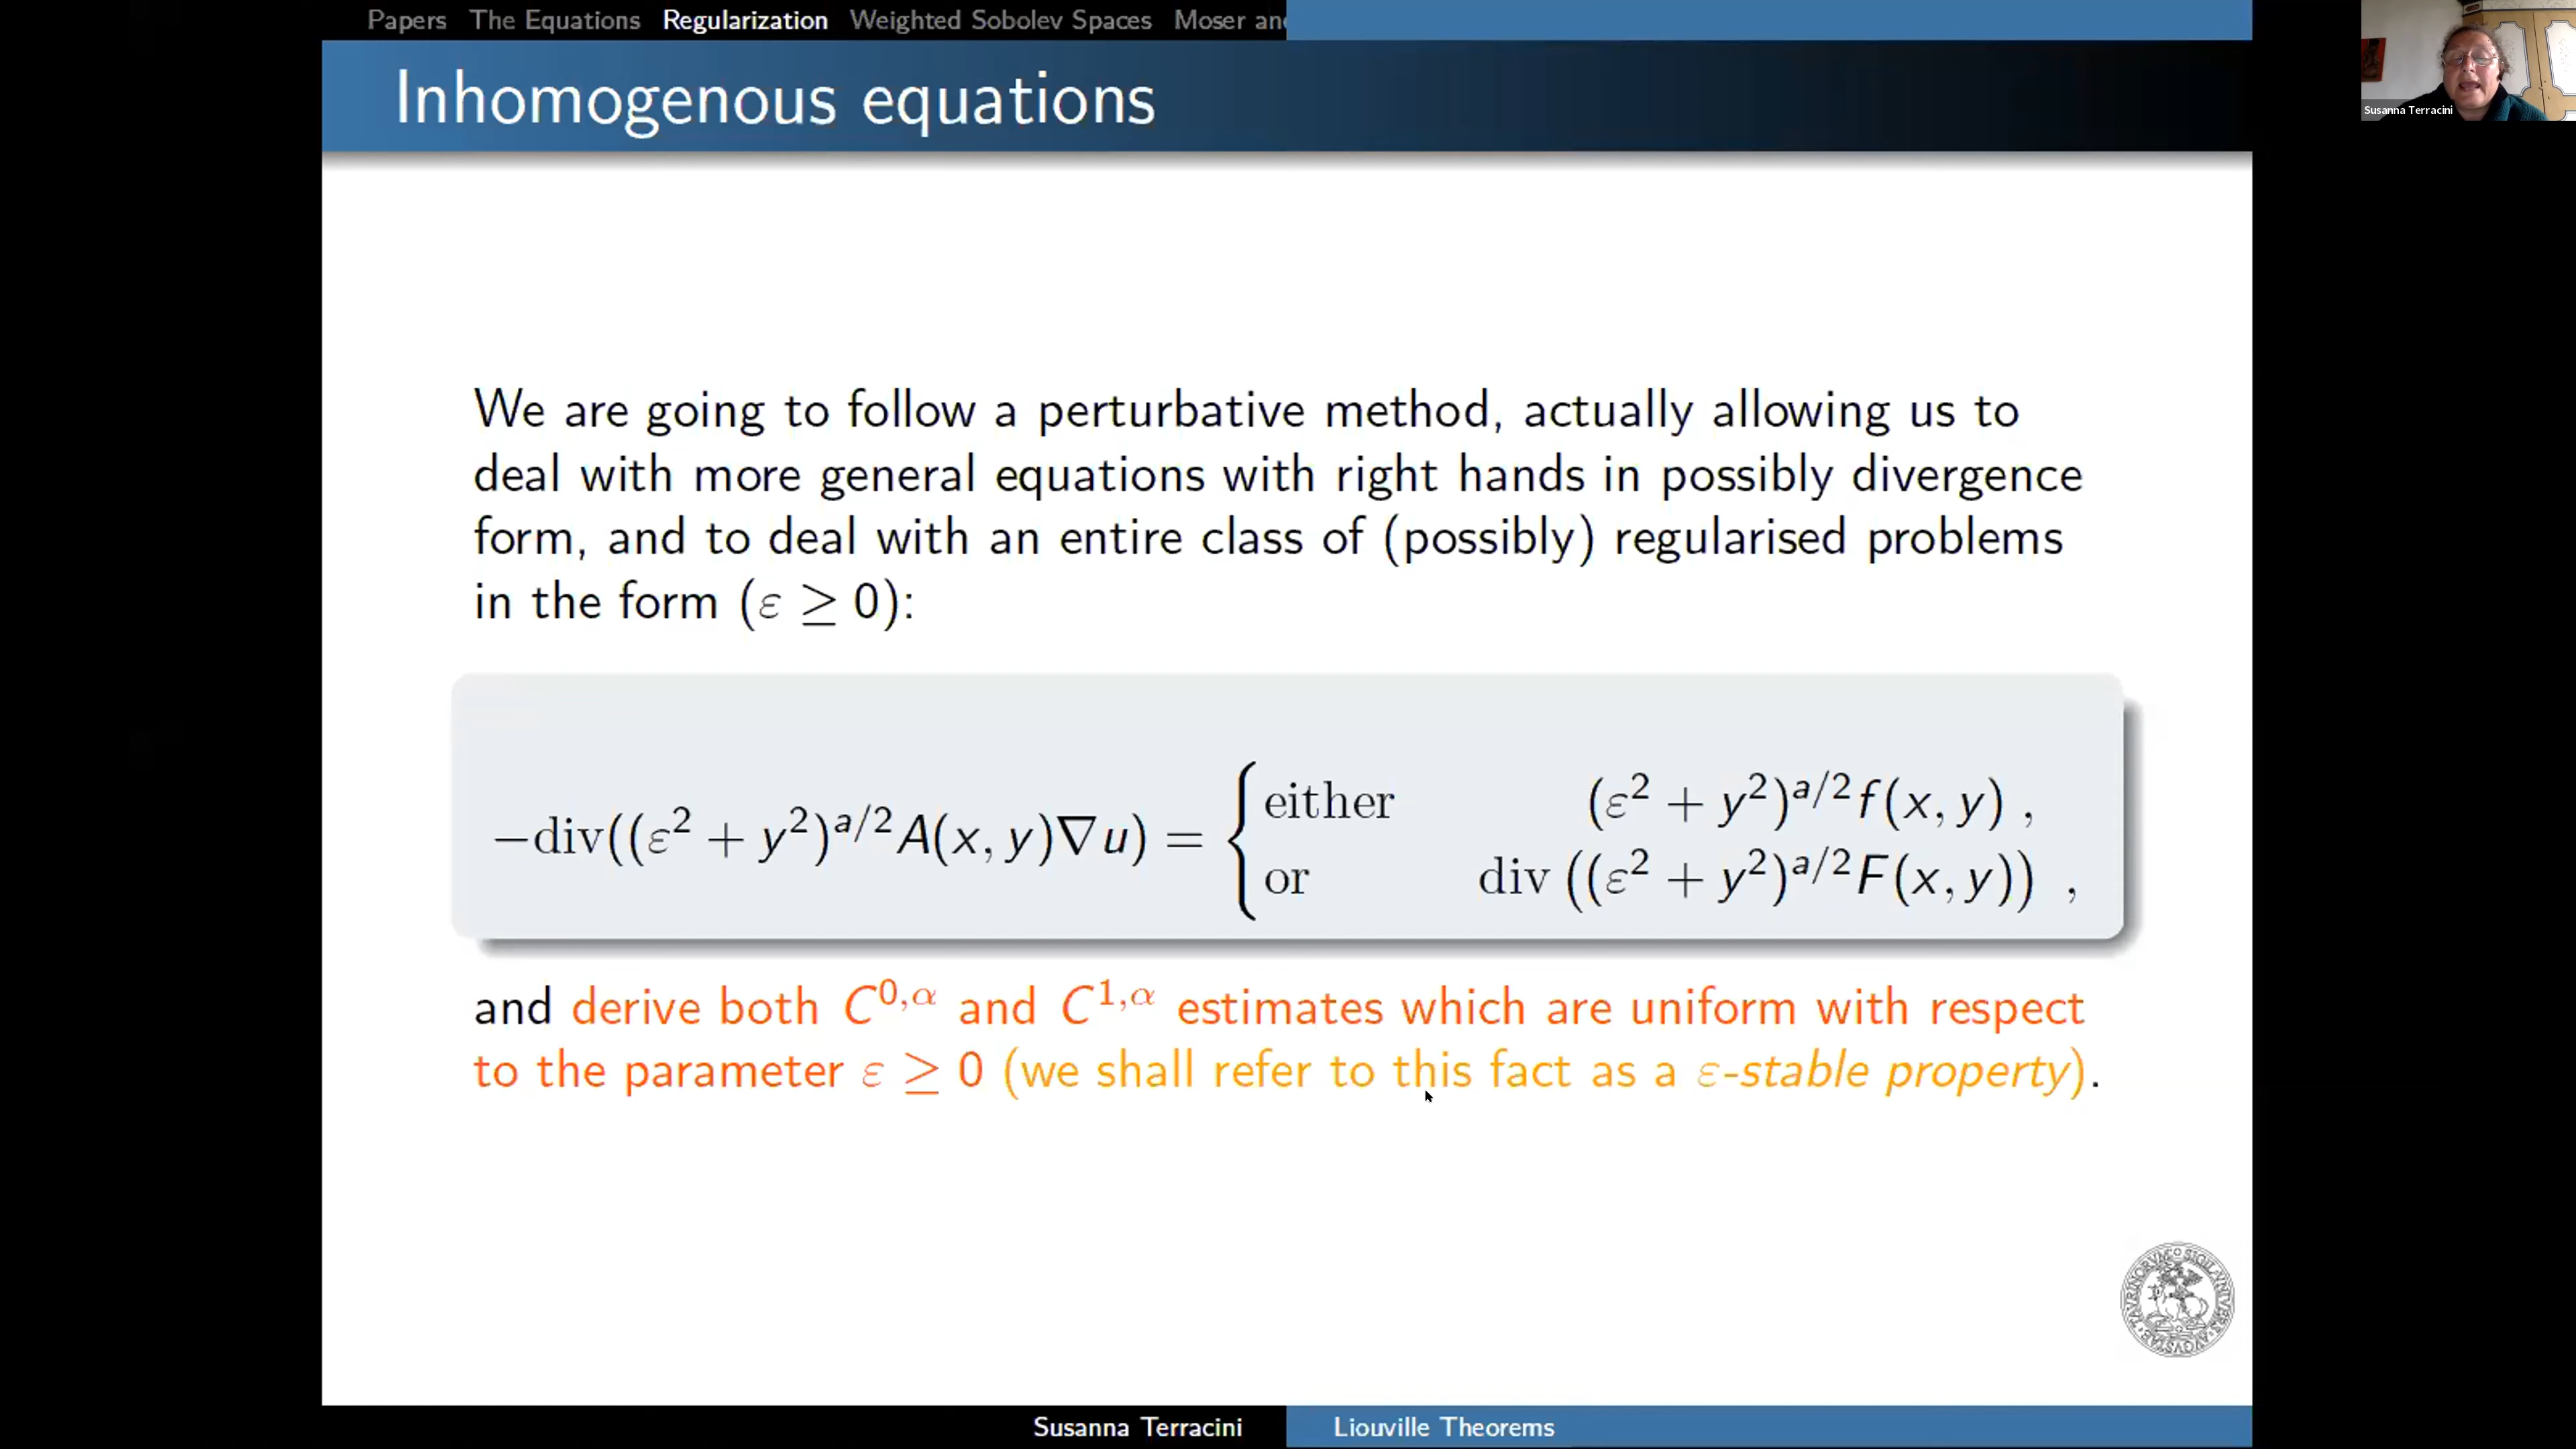 Papers The Equations Regularization Weighted Sobolev Spaces Moser and
Inhomogenous equations
Susanna Terracini
We are going to follow a perturbative method, actually allowing us to
deal with more general equations with right hands in possibly divergence
form, and to deal with an entire class of (possibly) regularised problems
in the form (ε ≥ 0):
−div((ε² + y²)^{a/2}A(x, y)∇u) = { either (ε² + y²)^{a/2}f(x, y) ,
or div ((ε² + y²)^{a/2}F(x, y)) ,
and derive both C^{0,α} and C^{1,α} estimates which are uniform with respect
to the parameter ε ≥ 0 (we shall refer to this fact as a ε-stable property).
Susanna Terracini Liouville Theorems